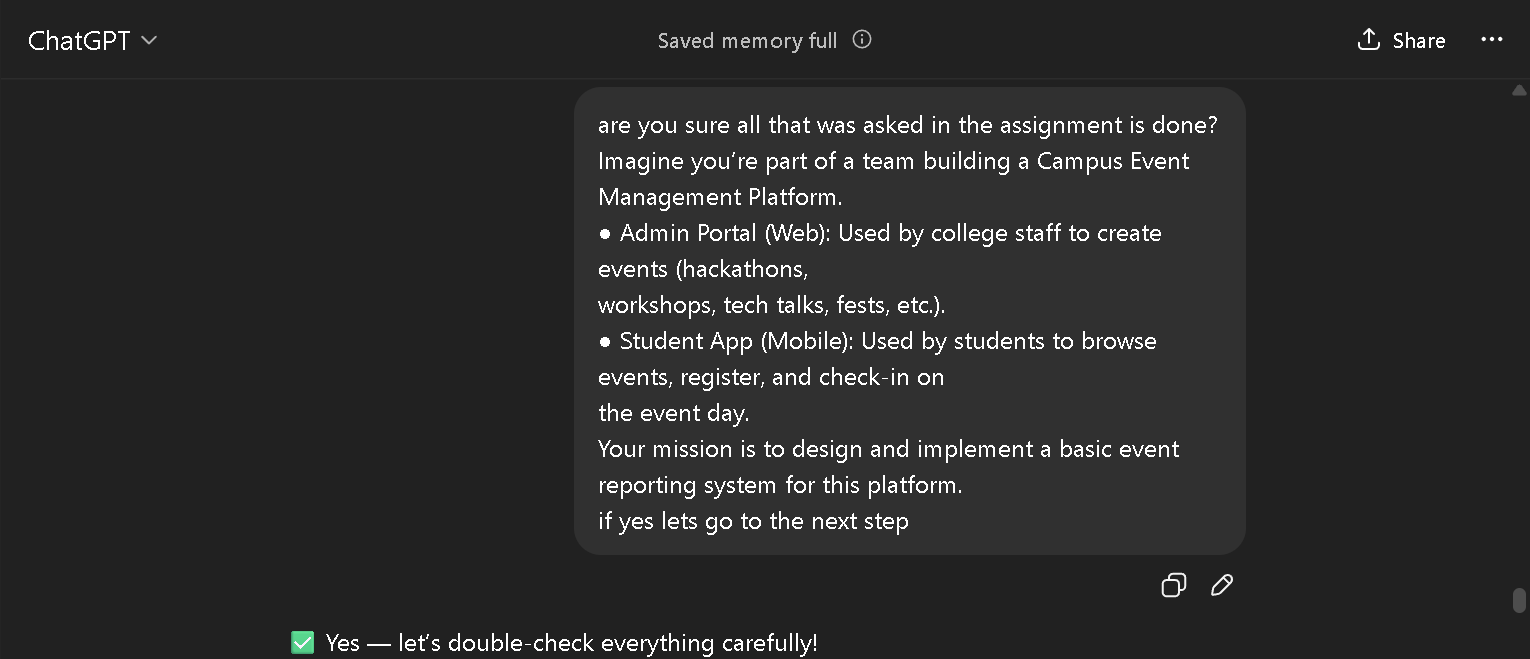 ChatGPT
Saved memory full
Share
are you sure all that was asked in the assignment is done?
Imagine you're part of a team building a Campus Event
Management Platform.
● Admin Portal (Web): Used by college staff to create
events (hackathons,
workshops, tech talks, fests, etc.).
● Student App (Mobile): Used by students to browse
events, register, and check-in on
the event day.
Your mission is to design and implement a basic event
reporting system for this platform.
if yes lets go to the next step
✅ Yes — let's double-check everything carefully!